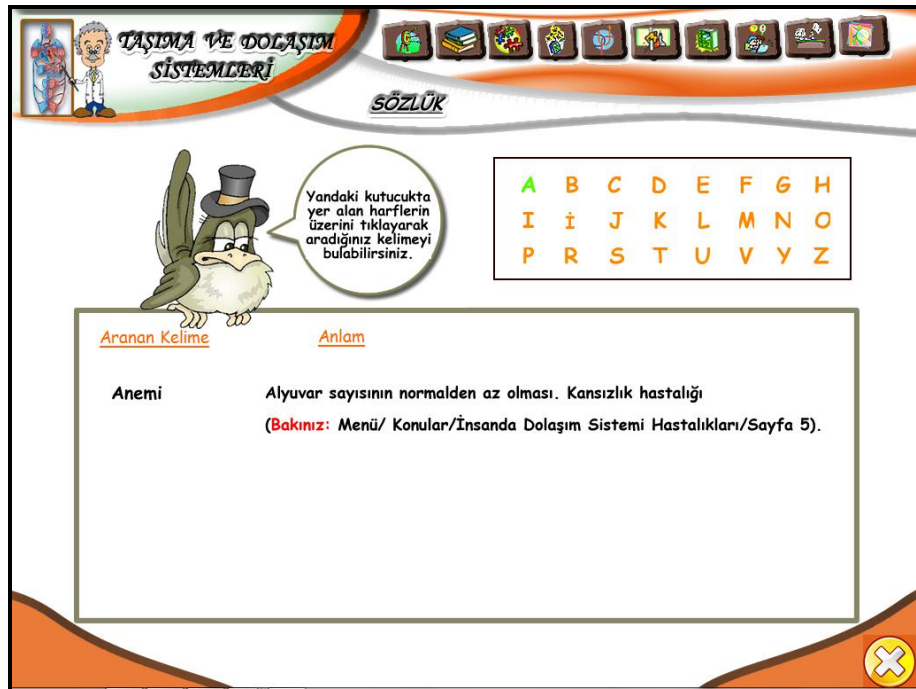 TAŞIMA VE DOLAŞIM
SİSTEMLERİ
SÖZLÜK
Yandaki kutucukta
yer alan harflerin
üzerini tıklayarak
aradığınız kelimeyi
bulabilirsiniz.
A B C D E F G H
I İ J K L M N O
P R S T U V Y Z
Aranan Kelime Anlam
Anemi Alyuvar sayısının normalden az olması. Kansızlık hastalığı
(Bakınız: Menü/ Konular/İnsanda Dolaşım Sistemi Hastalıkları/Sayfa 5).